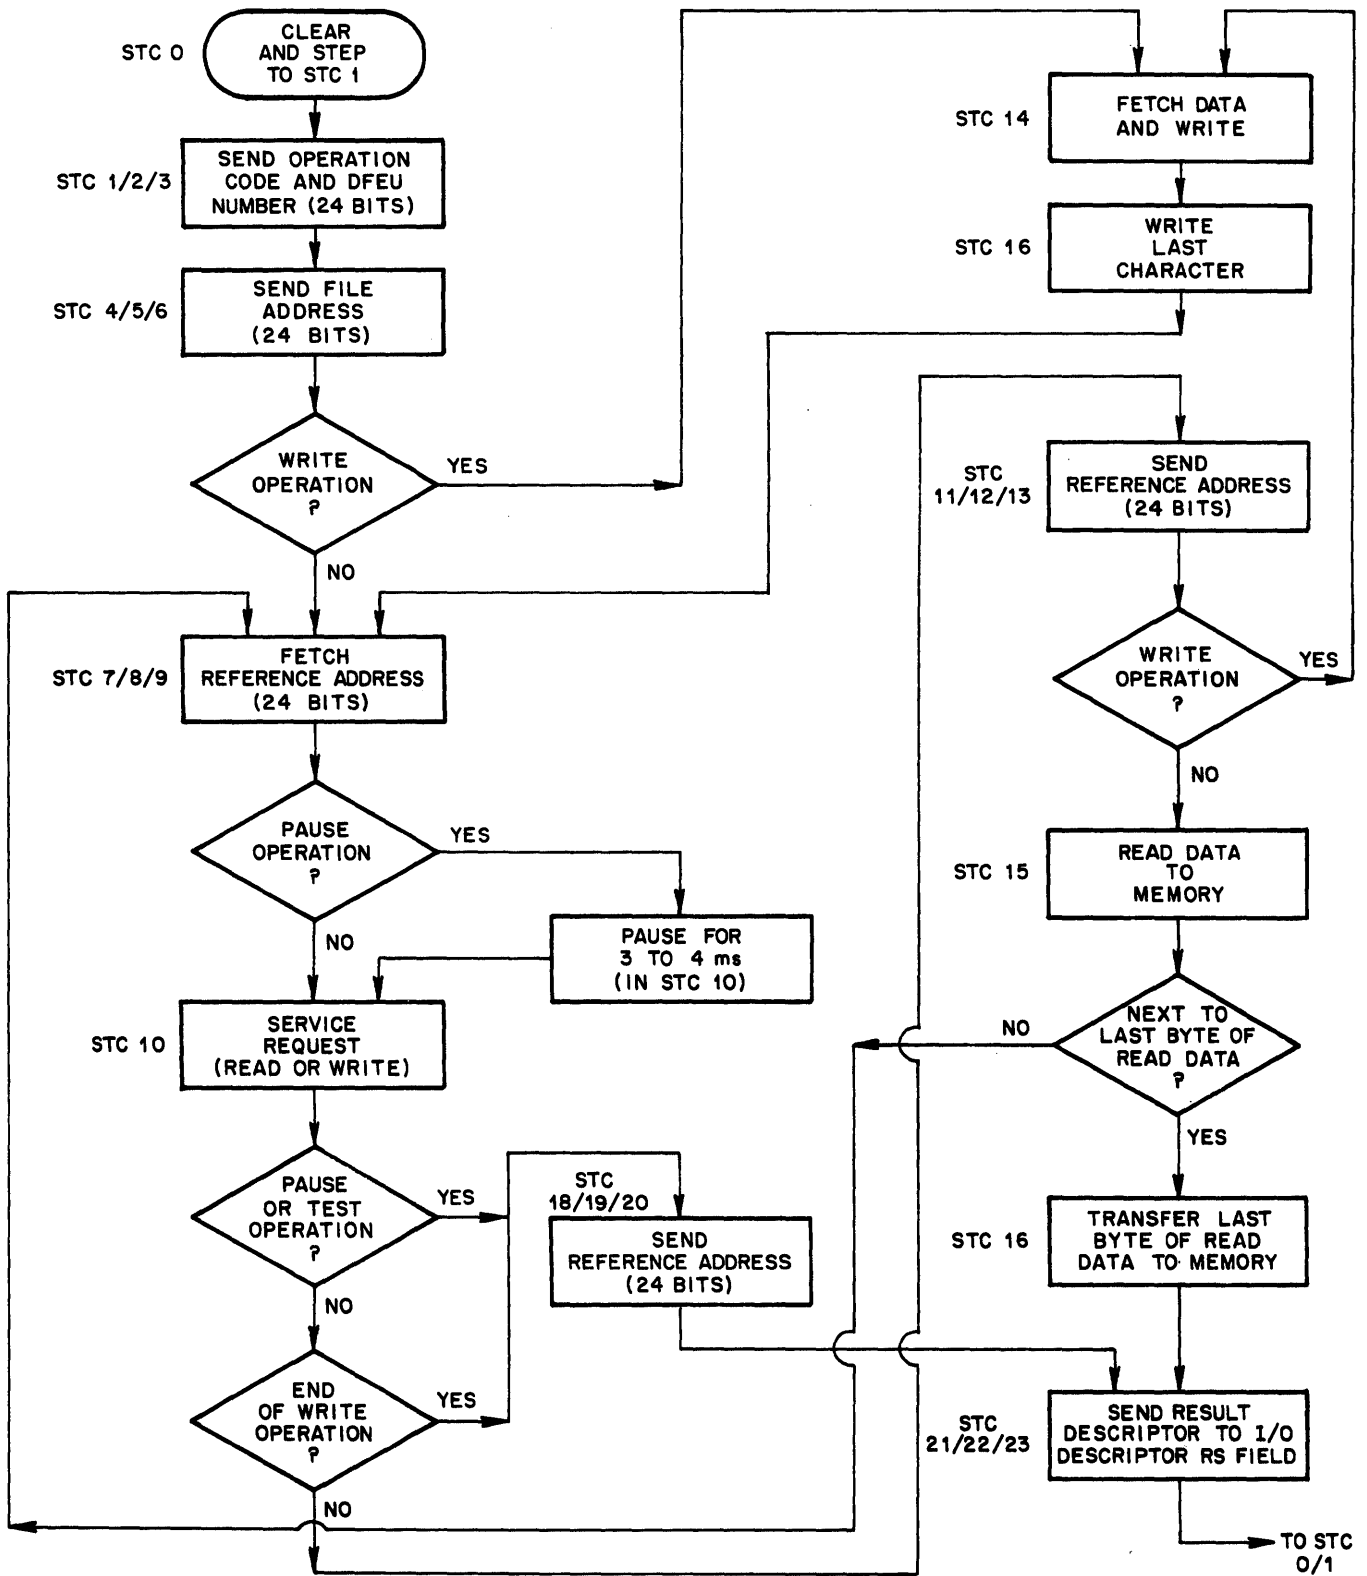 STC 0
CLEAR
AND STEP
TO STC 1
STC 1/2/3
SEND OPERATION
CODE AND DFEU
NUMBER (24 BITS)
STC 4/5/6
SEND FILE
ADDRESS
(24 BITS)
WRITE
OPERATION
?
YES
NO
STC 7/8/9
FETCH
REFERENCE ADDRESS
(24 BITS)
PAUSE
OPERATION
?
YES
NO
PAUSE FOR
3 TO 4 ms
(IN STC 10)
STC 10
SERVICE
REQUEST
(READ OR WRITE)
PAUSE
OR TEST
OPERATION
?
YES
NO
STC
18/19/20
SEND
REFERENCE ADDRESS
(24 BITS)
END
OF WRITE
OPERATION
?
YES
NO
STC 14
FETCH DATA
AND WRITE
STC 16
WRITE
LAST
CHARACTER
STC
11/12/13
SEND
REFERENCE ADDRESS
(24 BITS)
WRITE
OPERATION
?
YES
NO
STC 15
READ DATA
TO
MEMORY
NEXT TO
LAST BYTE OF
READ DATA
?
NO
YES
STC 16
TRANSFER LAST
BYTE OF READ
DATA TO MEMORY
STC
21/22/23
SEND RESULT
DESCRIPTOR TO I/O
DESCRIPTOR RS FIELD
TO STC
0/1